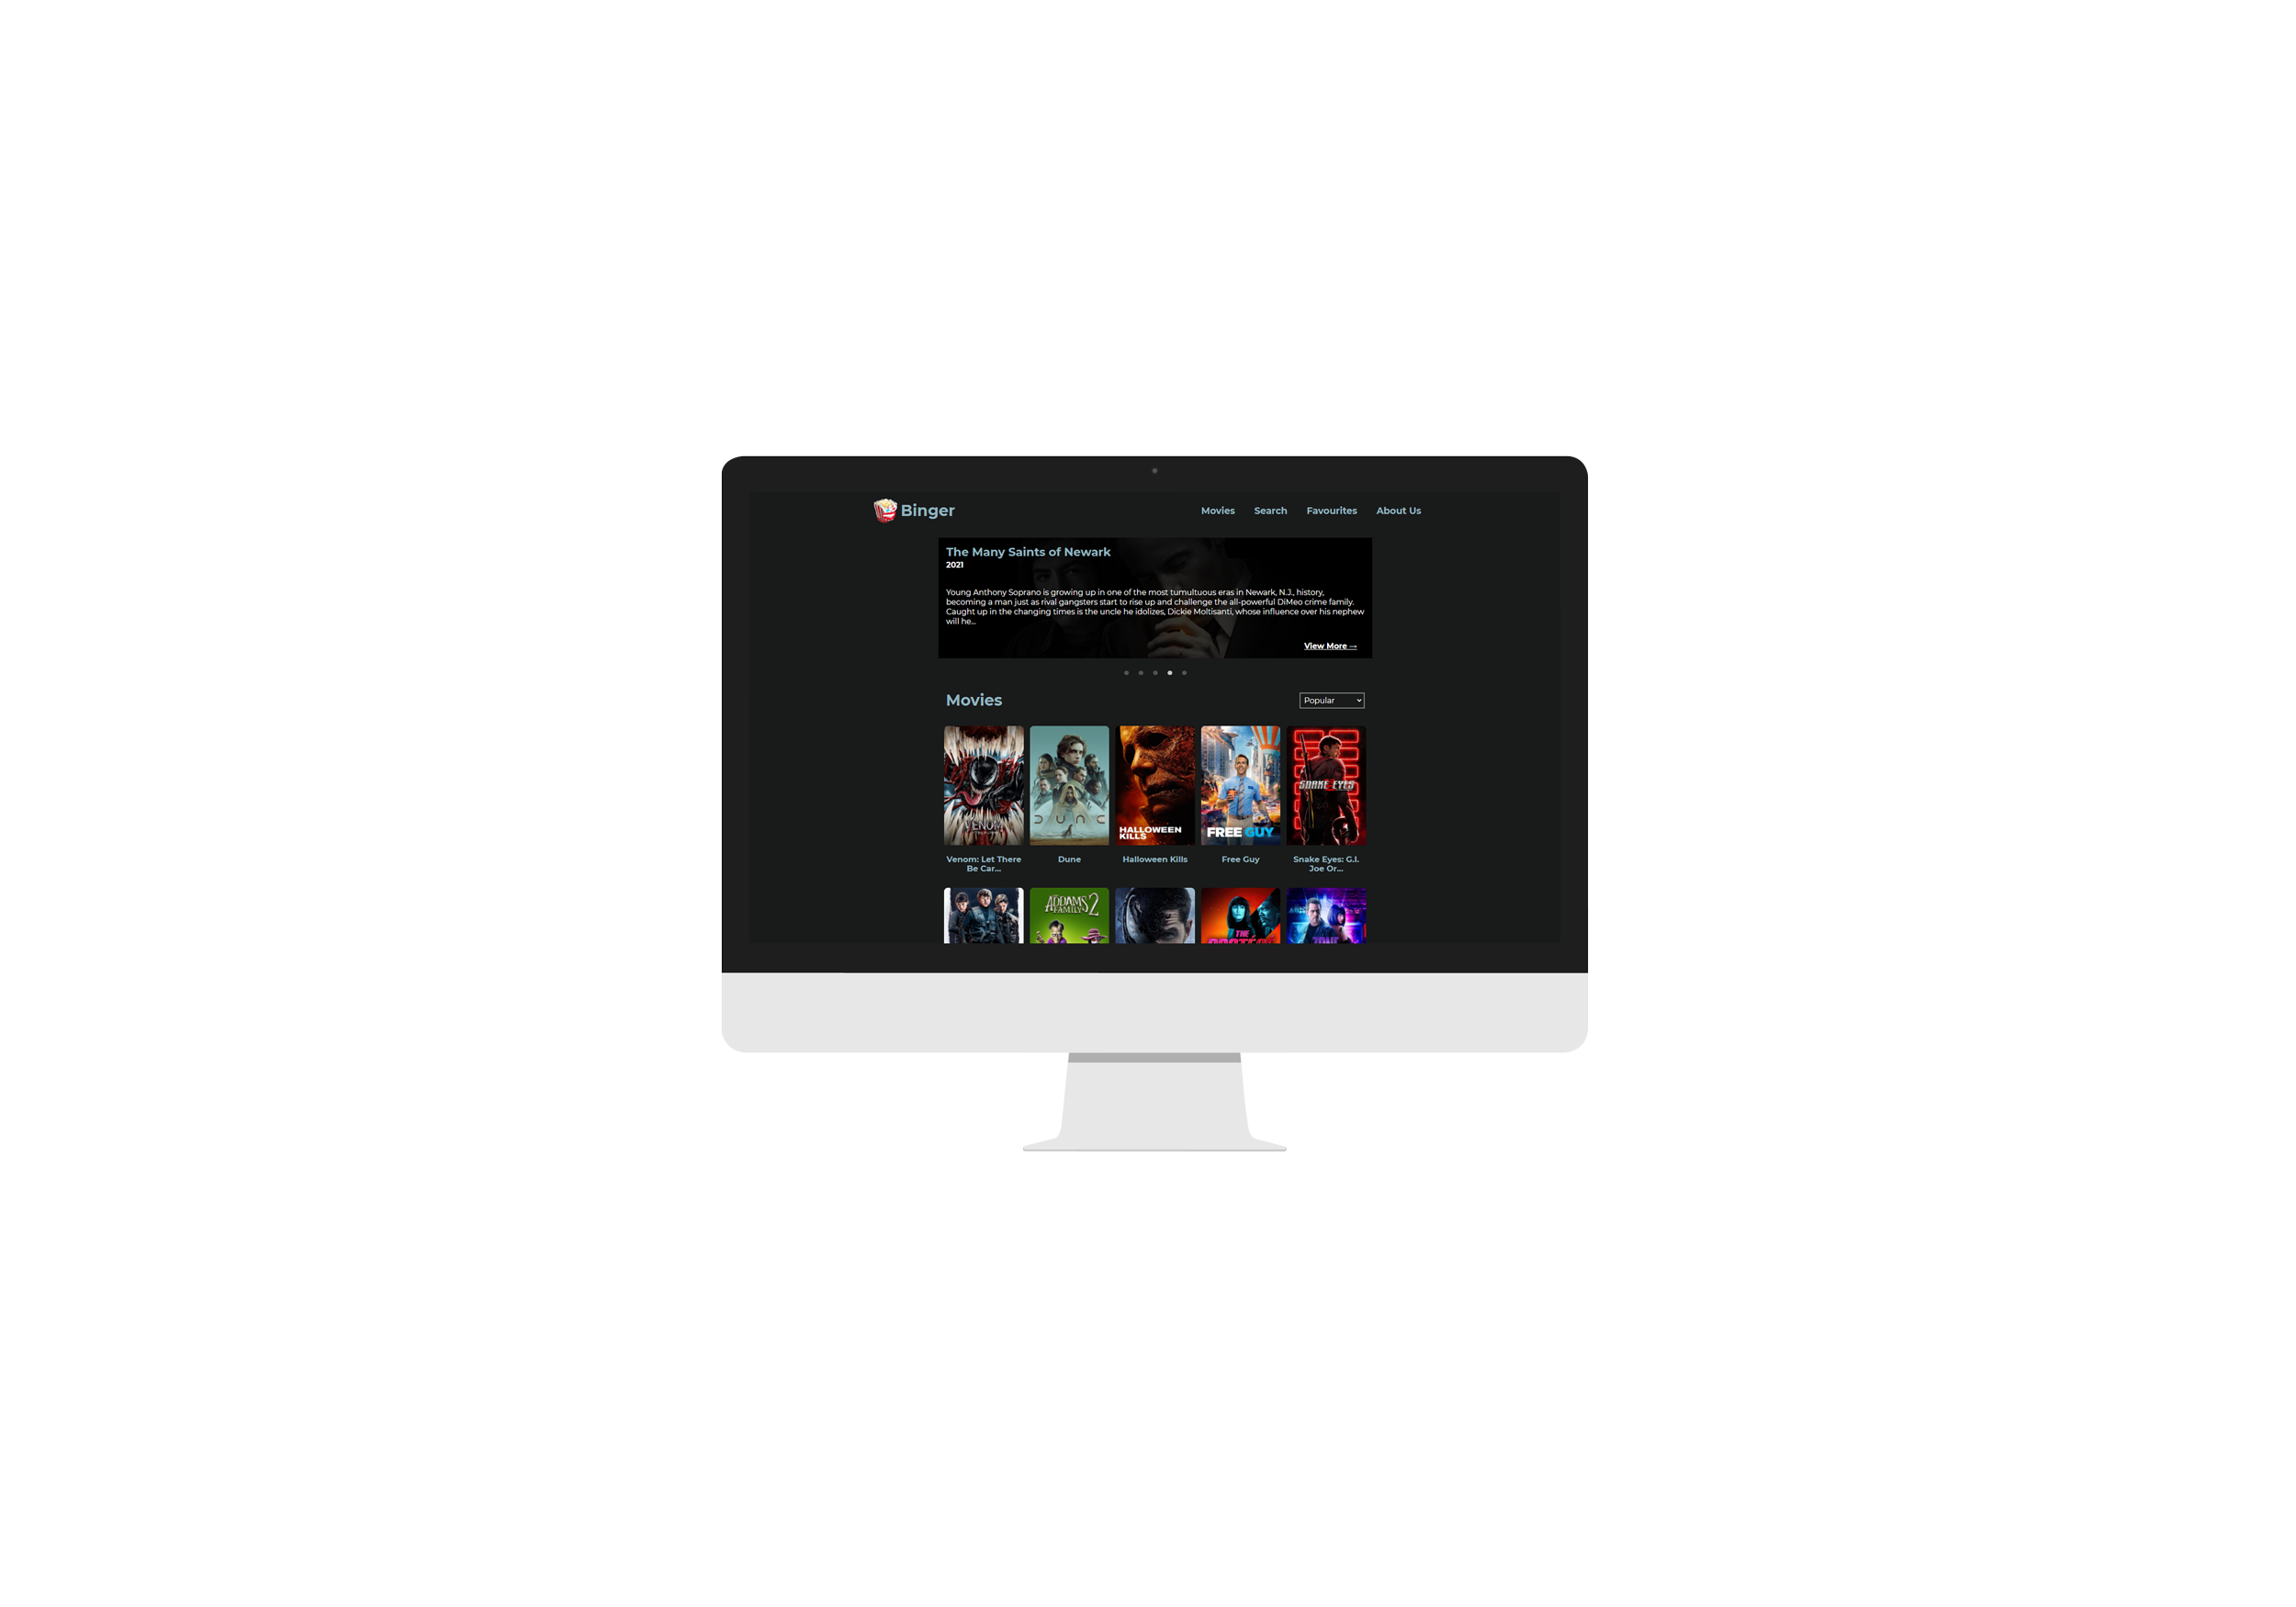 Binger
Movies Search Favourites About Us
The Many Saints of Newark
2021
Young Anthony Soprano is growing up in one of the most tumultuous eras in Newark, N.J., history,
becoming a man just as rival gangsters start to rise up and challenge the all-powerful DiMeo crime family.
Caught up in the changing times is the uncle he idolizes, Dickie Moltisanti, whose influence over his nephew
will he...
View More →
Movies
Popular
VENOM
DUNC
HALLOWEEN
KILLS
FREE GUY
SNAKE EYES
Venom: Let There
Be Car...
Dune
Halloween Kills
Free Guy
Snake Eyes: G.I.
Joe Or...
THE
ADDAMS
FAMILY 2
THE